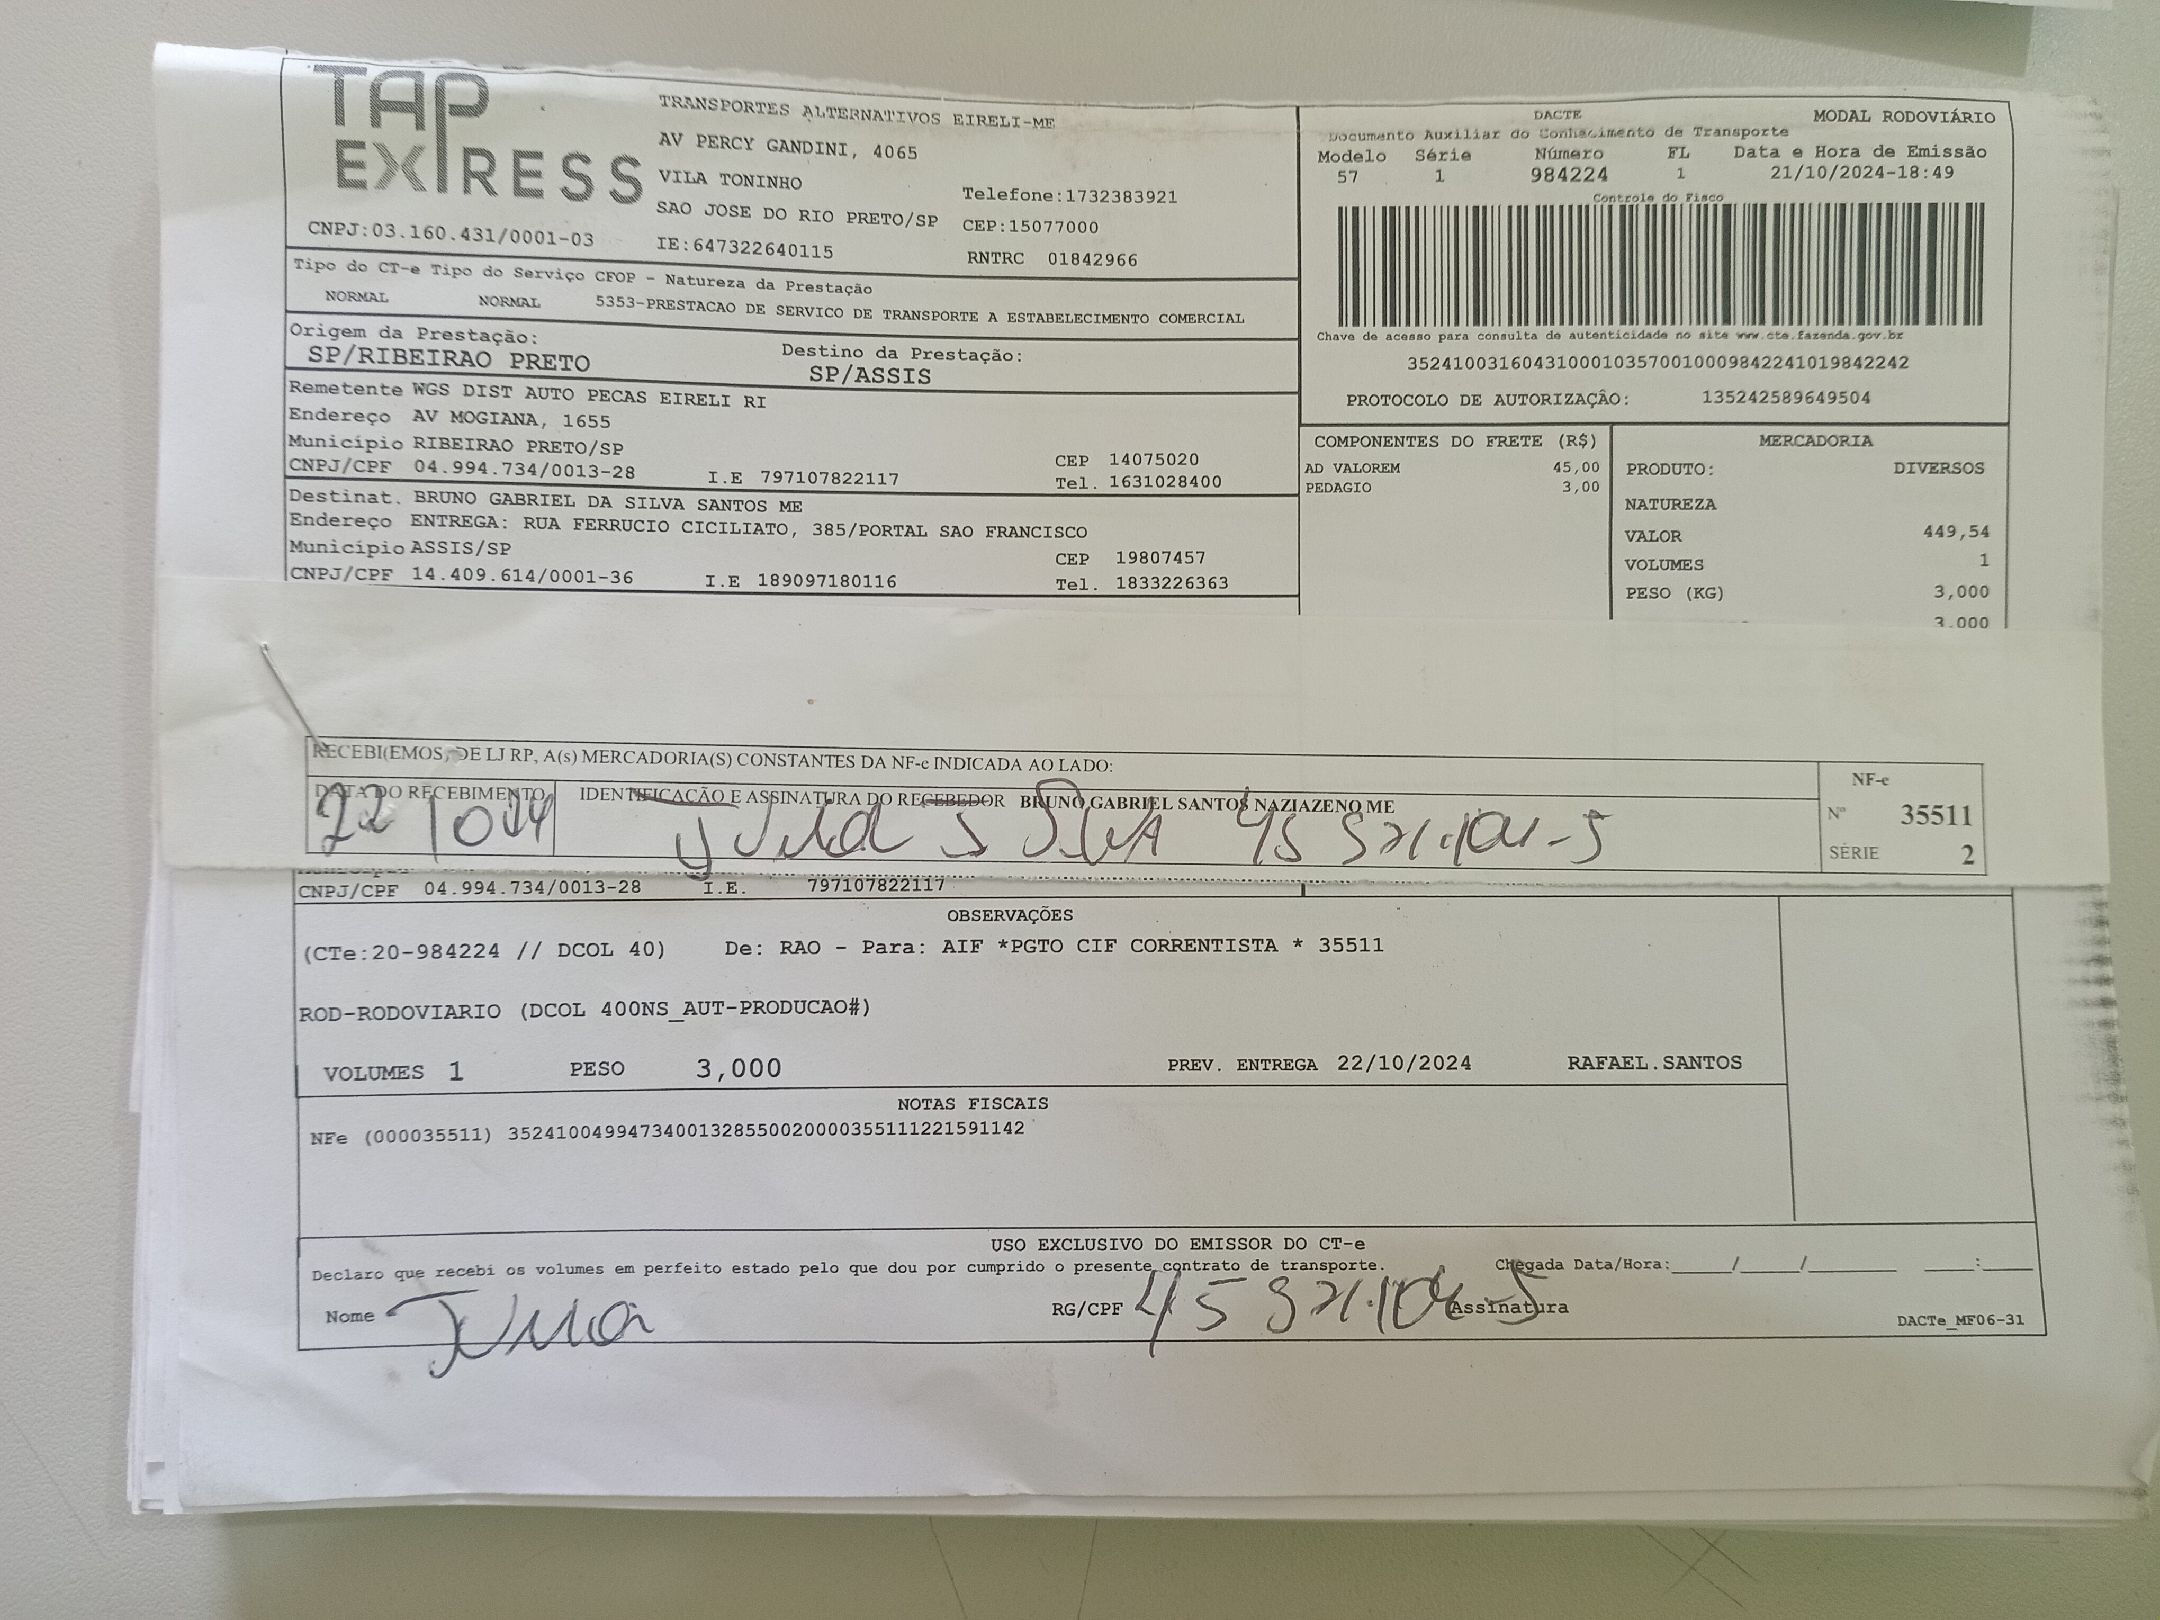 TAP EXPRESS
TRANSPORTES ALTERNATIVOS EIRELI-ME
AV PERCY GANDINI, 4065
VILA TONINHO
Telefone:1732383921
SAO JOSE DO RIO PRETO/SP
CEP:15077000
CNPJ:03.160.431/0001-03
IE:647322640115
RNTRC 01842966
Tipo do CT-e Tipo do Serviço CFOP - Natureza da Prestação
NORMAL NORMAL 5353-PRESTACAO DE SERVICO DE TRANSPORTE A ESTABELECIMENTO COMERCIAL
Origem da Prestação:
SP/RIBEIRAO PRETO
Destino da Prestação:
SP/ASSIS
Remetente WGS DIST AUTO PECAS EIRELI RI
Endereço AV MOGIANA, 1655
Município RIBEIRAO PRETO/SP
CEP 14075020
CNPJ/CPF 04.994.734/0013-28 I.E 797107822117
Tel. 1631028400
Destinat. BRUNO GABRIEL DA SILVA SANTOS ME
Endereço ENTREGA: RUA FERRUCIO CICILIATO, 385/PORTAL SAO FRANCISCO
Município ASSIS/SP
CEP 19807457
CNPJ/CPF 14.409.614/0001-36 I.E 189097180116
Tel. 1833226363
DACTE
MODAL RODOVIÁRIO
Documento Auxiliar do Conhecimento de Transporte
Modelo Série Número FL Data e Hora de Emissão
57 1 984224 1 21/10/2024-18:49
Controle do Fisco
Chave de acesso para consulta de autenticidade no site www.cte.fazenda.gov.br
35241003160431000103570010009842241019842242
PROTOCOLO DE AUTORIZAÇÃO: 135242589649504
COMPONENTES DO FRETE (R$)
AD VALOREM 45,00
PEDAGIO 3,00
MERCADORIA
PRODUTO: DIVERSOS
NATUREZA
VALOR 449,54
VOLUMES 1
PESO (KG) 3,000
3.000
RECEBI(EMOS, DE LJ RP, A(s) MERCADORIA(S) CONSTANTES DA NF-e INDICADA AO LADO:
DATA DO RECEBIMENTO
IDENTIFICAÇÃO E ASSINATURA DO RECEBEDOR BRUNO GABRIEL SANTOS NAZIAZENO ME
22 10
Julia S Silva
NF-e
Nº 35511
SÉRIE 2
CNPJ/CPF 04.994.734/0013-28 I.E. 797107822117
OBSERVAÇÕES
(CTe:20-984224 // DCOL 40) De: RAO - Para: AIF *PGTO CIF CORRENTISTA * 35511
ROD-RODOVIARIO (DCOL 400NS_AUT-PRODUCAO#)
VOLUMES 1 PESO 3,000 PREV. ENTREGA 22/10/2024 RAFAEL.SANTOS
NOTAS FISCAIS
NFe (000035511) 35241004994734001328550020000355111221591142
USO EXCLUSIVO DO EMISSOR DO CT-e
Declaro que recebi os volumes em perfeito estado pelo que dou por cumprido o presente contrato de transporte.
Chegada Data/Hora:_____/_____/________ _____:_____
Nome Julia
RG/CPF
Assinatura
DACTe_MF06-31